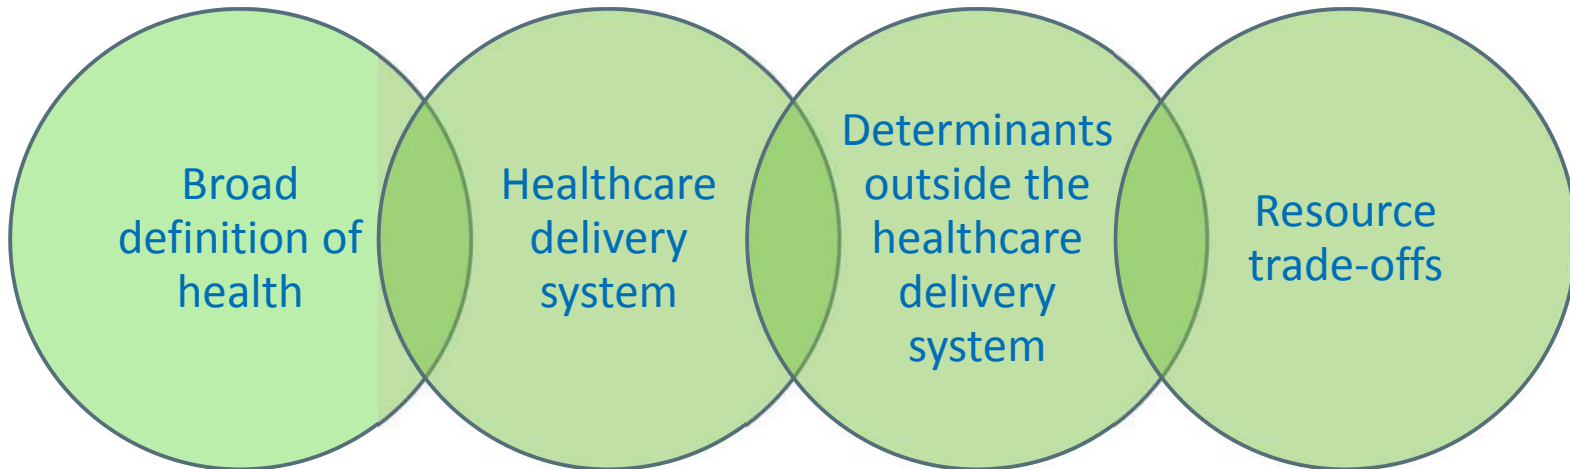 Broad
definition of
health
Healthcare
delivery
system
Determinants
outside the
healthcare
delivery
system
Resource
trade-offs